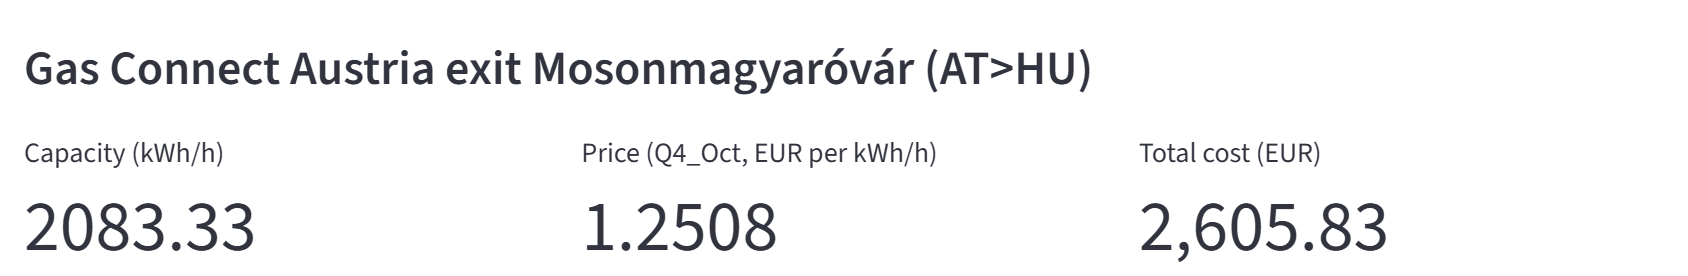 Gas Connect Austria exit Mosonmagyaróvár (AT>HU)
Capacity (kWh/h) Price (Q4_Oct, EUR per kWh/h) Total cost (EUR)
2083.33 1.2508 2,605.83